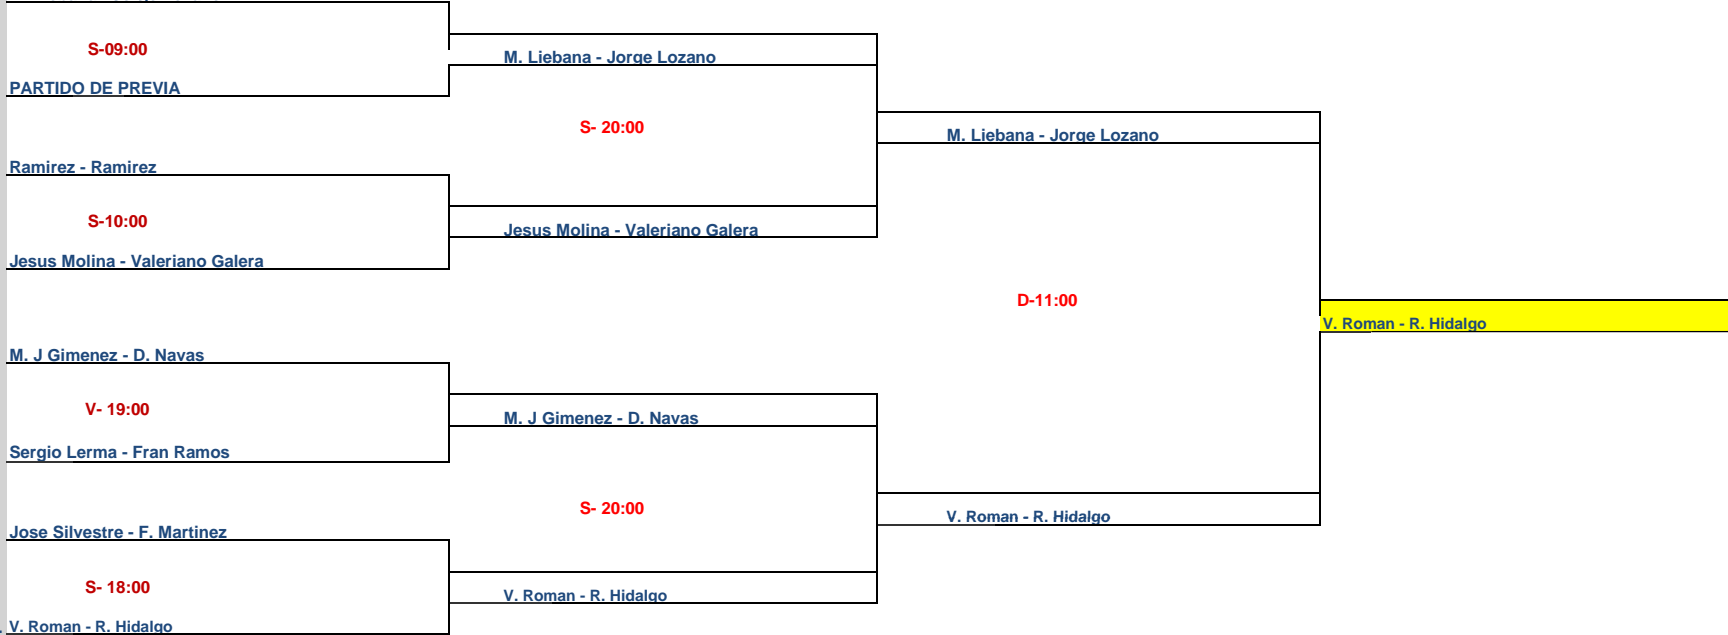 S-09:00
PARTIDO DE PREVIA
Ramirez - Ramirez
S-10:00
Jesus Molina - Valeriano Galera
M. J Gimenez - D. Navas
V- 19:00
Sergio Lerma - Fran Ramos
Jose Silvestre - F. Martinez
S- 18:00
V. Roman - R. Hidalgo
M. Liebana - Jorge Lozano
S- 20:00
Jesus Molina - Valeriano Galera
M. J Gimenez - D. Navas
S- 20:00
V. Roman - R. Hidalgo
M. Liebana - Jorge Lozano
D-11:00
V. Roman - R. Hidalgo
V. Roman - R. Hidalgo